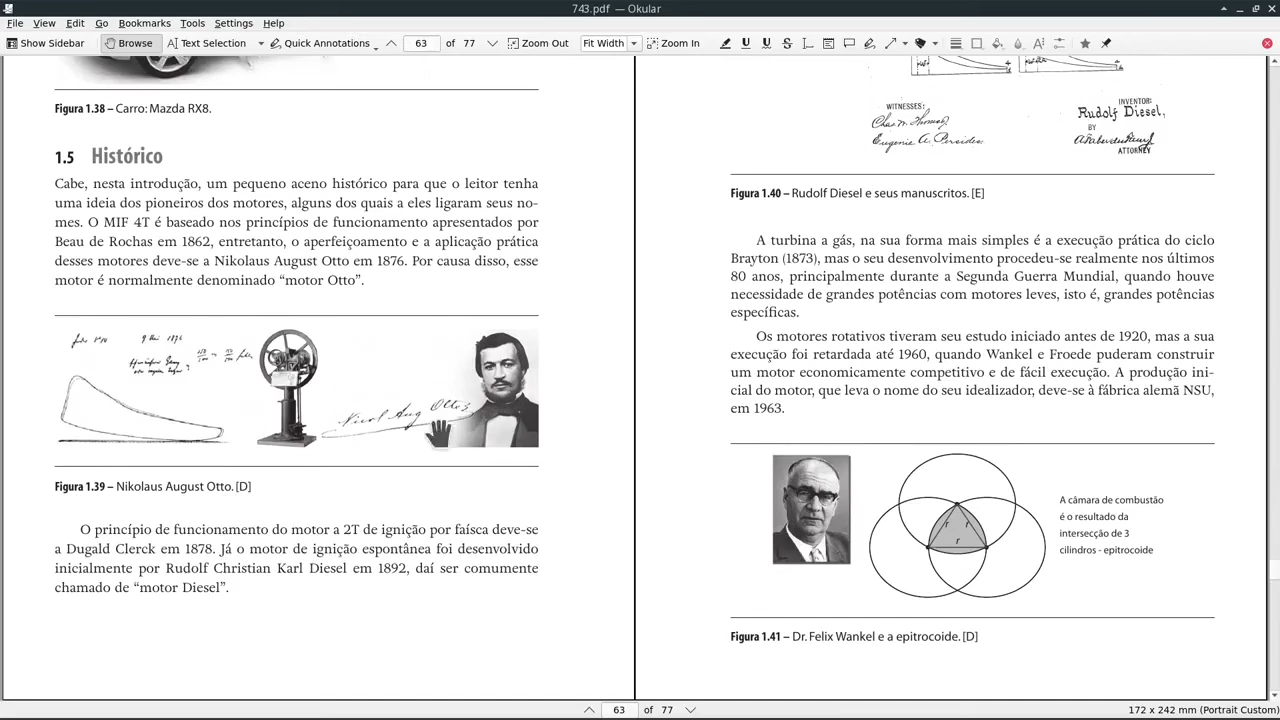 743.pdf — Okular
File View Edit Go Bookmarks Tools Settings Help
Show Sidebar Browse Text Selection Quick Annotations 63 of 77 Zoom Out Fit Width Zoom In
Figura 1.38 – Carro: Mazda RX8.
1.5 Histórico
Cabe, nesta introdução, um pequeno aceno histórico para que o leitor tenha
uma ideia dos pioneiros dos motores, alguns dos quais a eles ligaram seus no-
mes. O MIF 4T é baseado nos princípios de funcionamento apresentados por
Beau de Rochas em 1862, entretanto, o aperfeiçoamento e a aplicação prática
desses motores deve-se a Nikolaus August Otto em 1876. Por causa disso, esse
motor é normalmente denominado “motor Otto”.
9 Mai 1876
Nicol Aug Otto
Figura 1.39 – Nikolaus August Otto. [D]
O princípio de funcionamento do motor a 2T de ignição por faísca deve-se
a Dugald Clerck em 1878. Já o motor de ignição espontânea foi desenvolvido
inicialmente por Rudolf Christian Karl Diesel em 1892, daí ser comumente
chamado de “motor Diesel”.
WITNESSES:
INVENTOR:
Rudolf Diesel,
BY
ATTORNEY
Figura 1.40 – Rudolf Diesel e seus manuscritos. [E]
A turbina a gás, na sua forma mais simples é a execução prática do ciclo
Brayton (1873), mas o seu desenvolvimento procedeu-se realmente nos últimos
80 anos, principalmente durante a Segunda Guerra Mundial, quando houve
necessidade de grandes potências com motores leves, isto é, grandes potências
específicas.
Os motores rotativos tiveram seu estudo iniciado antes de 1920, mas a sua
execução foi retardada até 1960, quando Wankel e Froede puderam construir
um motor economicamente competitivo e de fácil execução. A produção ini-
cial do motor, que leva o nome do seu idealizador, deve-se à fábrica alemã NSU,
em 1963.
r r
r
A câmara de combustão
é o resultado da
intersecção de 3
cilindros - epitrocoide
Figura 1.41 – Dr. Felix Wankel e a epitrocoide. [D]
63 of 77
172 x 242 mm (Portrait Custom)